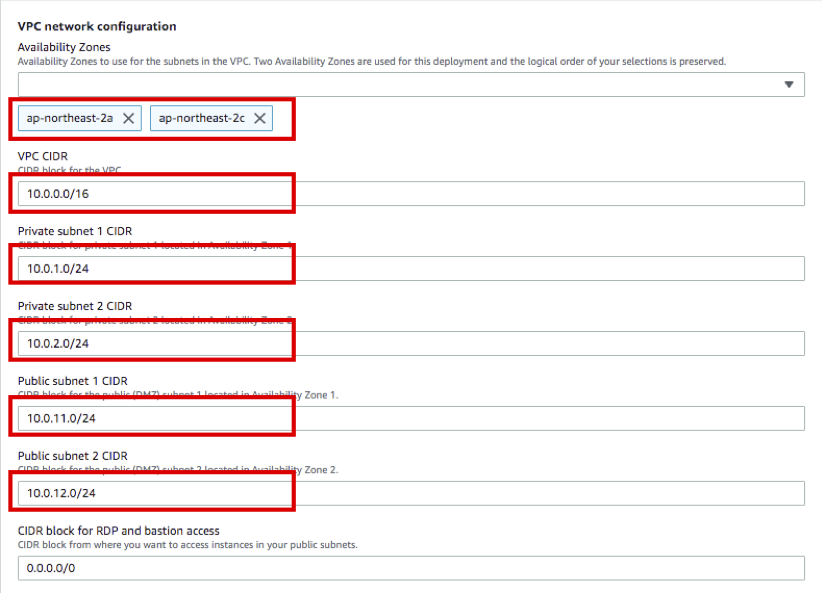 VPC network configuration
Availability Zones
Availability Zones to use for the subnets in the VPC. Two Availability Zones are used for this deployment and the logical order of your selections is preserved.
ap-northeast-2a ap-northeast-2c
VPC CIDR
CIDR block for the VPC
10.0.0.0/16
Private subnet 1 CIDR
CIDR block for private subnet 1 located in Availability Zone 1
10.0.1.0/24
Private subnet 2 CIDR
CIDR block for private subnet 2 located in Availability Zone 2
10.0.2.0/24
Public subnet 1 CIDR
CIDR block for the public (DMZ) subnet 1 located in Availability Zone 1.
10.0.11.0/24
Public subnet 2 CIDR
CIDR block for the public (DMZ) subnet 2 located in Availability Zone 2.
10.0.12.0/24
CIDR block for RDP and bastion access
CIDR block from where you want to access instances in your public subnets.
0.0.0.0/0